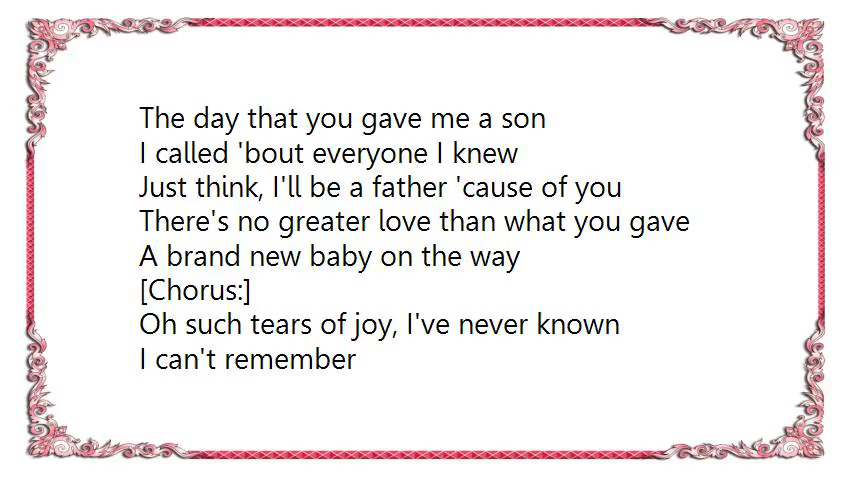 The day that you gave me a son
I called 'bout everyone I knew
Just think, I'll be a father 'cause of you
There's no greater love than what you gave
A brand new baby on the way
[Chorus:]
Oh such tears of joy, I've never known
I can't remember